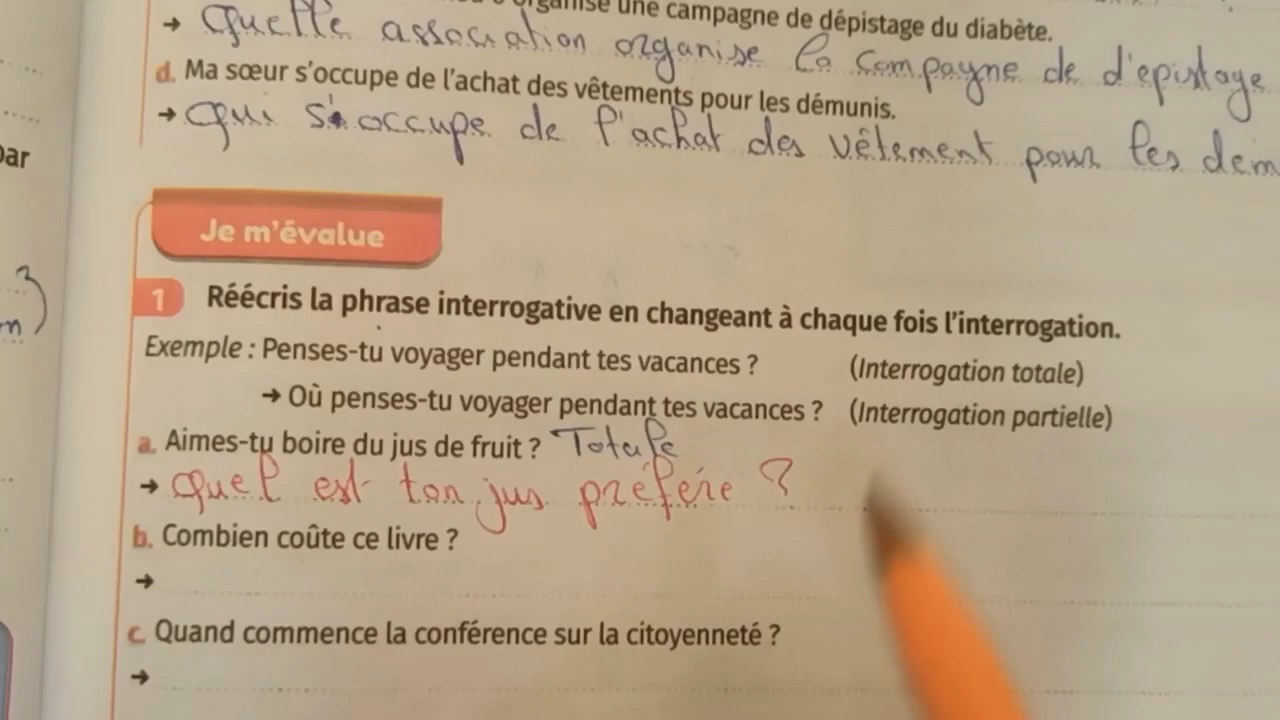 une campagne de dépistage du diabète.
→ Quelle association organise la campagne de d'epistage
d. Ma sœur s'occupe de l'achat des vêtements pour les démunis.
→ qui s'occupe de l'achat des vêtement pour les dem
par
Je m'évalue
1 Réécris la phrase interrogative en changeant à chaque fois l'interrogation.
Exemple : Penses-tu voyager pendant tes vacances ? (Interrogation totale)
→ Où penses-tu voyager pendant tes vacances ? (Interrogation partielle)
a. Aimes-tu boire du jus de fruit ? Totale
→ quel est ton jus préfére ?
b. Combien coûte ce livre ?
→
c. Quand commence la conférence sur la citoyenneté ?
→